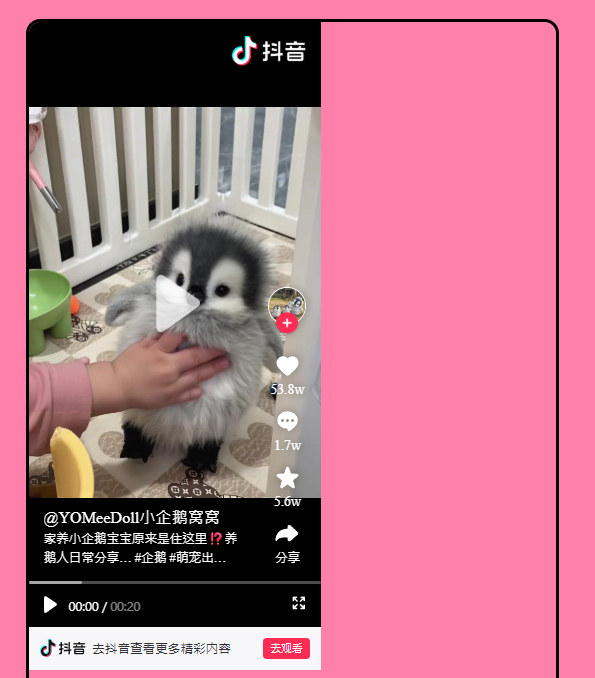 抖音
53.8w
1.7w
5.6w
@YOMeeDoll小企鹅窝窝
家养小企鹅宝宝原来是住这里⁉️养
鹅人日常分享... #企鹅 #萌宠出...
分享
00:00 / 00:20
抖音 去抖音查看更多精彩内容 去观看